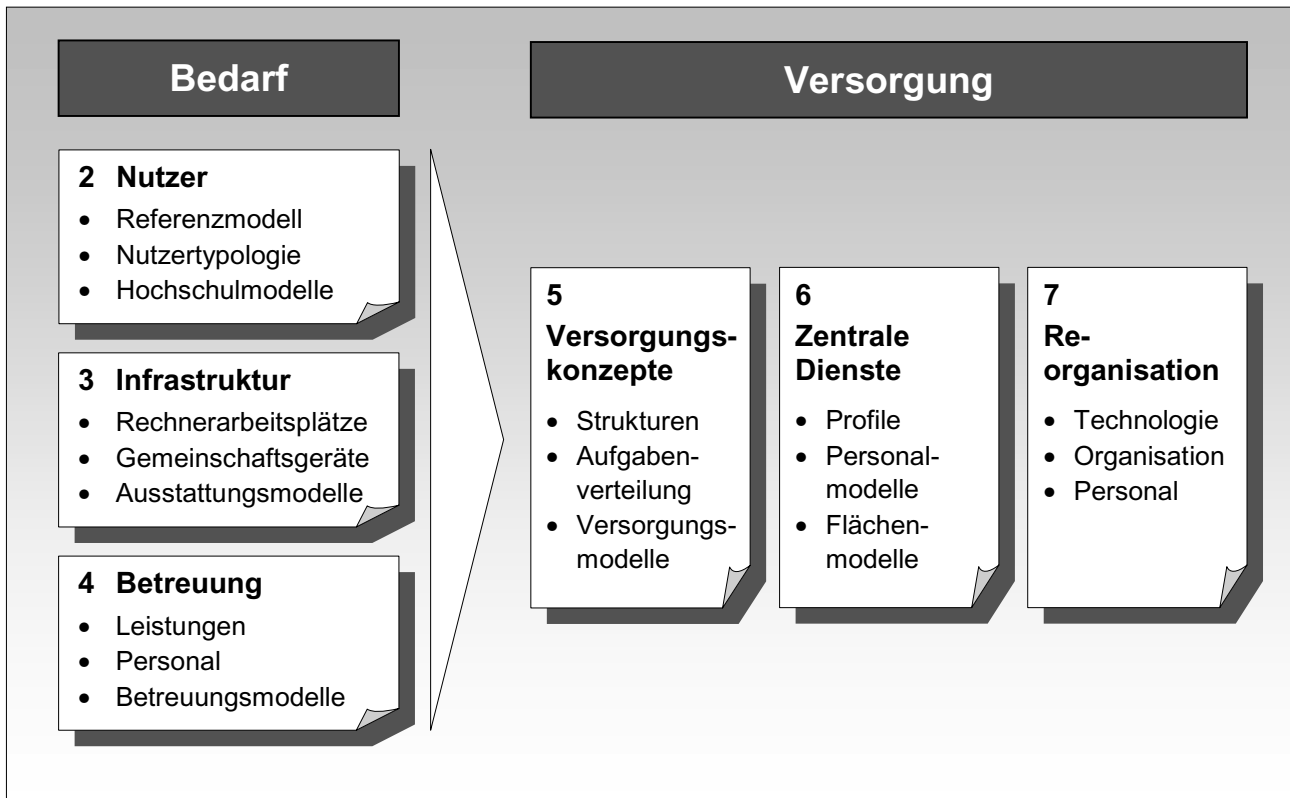 Bedarf
Versorgung
2 Nutzer
• Referenzmodell
• Nutzertypologie
• Hochschulmodelle
3 Infrastruktur
• Rechnerarbeitsplätze
• Gemeinschaftsgeräte
• Ausstattungsmodelle
4 Betreuung
• Leistungen
• Personal
• Betreuungsmodelle
5
Versorgungs-
konzepte
• Strukturen
• Aufgaben-
verteilung
• Versorgungs-
modelle
6
Zentrale
Dienste
• Profile
• Personal-
modelle
• Flächen-
modelle
7
Re-
organisation
• Technologie
• Organisation
• Personal